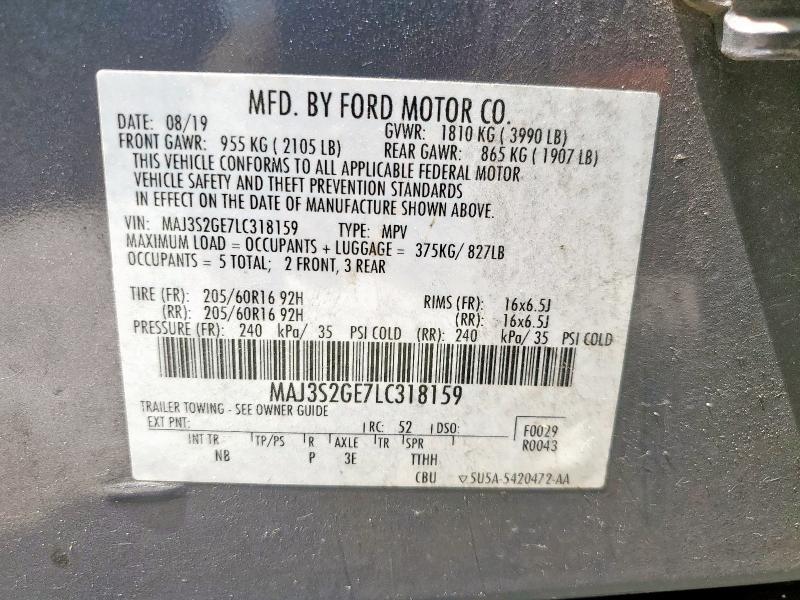 MFD. BY FORD MOTOR CO.
DATE: 08/19 GVWR: 1810 KG ( 3990 LB)
FRONT GAWR: 955 KG ( 2105 LB) REAR GAWR: 865 KG ( 1907 LB)
THIS VEHICLE CONFORMS TO ALL APPLICABLE FEDERAL MOTOR
VEHICLE SAFETY AND THEFT PREVENTION STANDARDS
IN EFFECT ON THE DATE OF MANUFACTURE SHOWN ABOVE.
VIN: MAJ3S2GE7LC318159 TYPE: MPV
MAXIMUM LOAD = OCCUPANTS + LUGGAGE = 375KG/ 827LB
OCCUPANTS = 5 TOTAL; 2 FRONT, 3 REAR
TIRE (FR): 205/60R16 92H RIMS (FR): 16x6.5J
(RR): 205/60R16 92H (RR): 16x6.5J
PRESSURE (FR): 240 kPa/ 35 PSI COLD (RR): 240 kPa/ 35 PSI COLD
MAJ3S2GE7LC318159
TRAILER TOWING - SEE OWNER GUIDE
EXT PNT: RC: 52 DSO: F0029
INT TR TP/PS R AXLE TR SPR R0043
NB P 3E TTHH
CBU ▽5U5A-5420472-AA